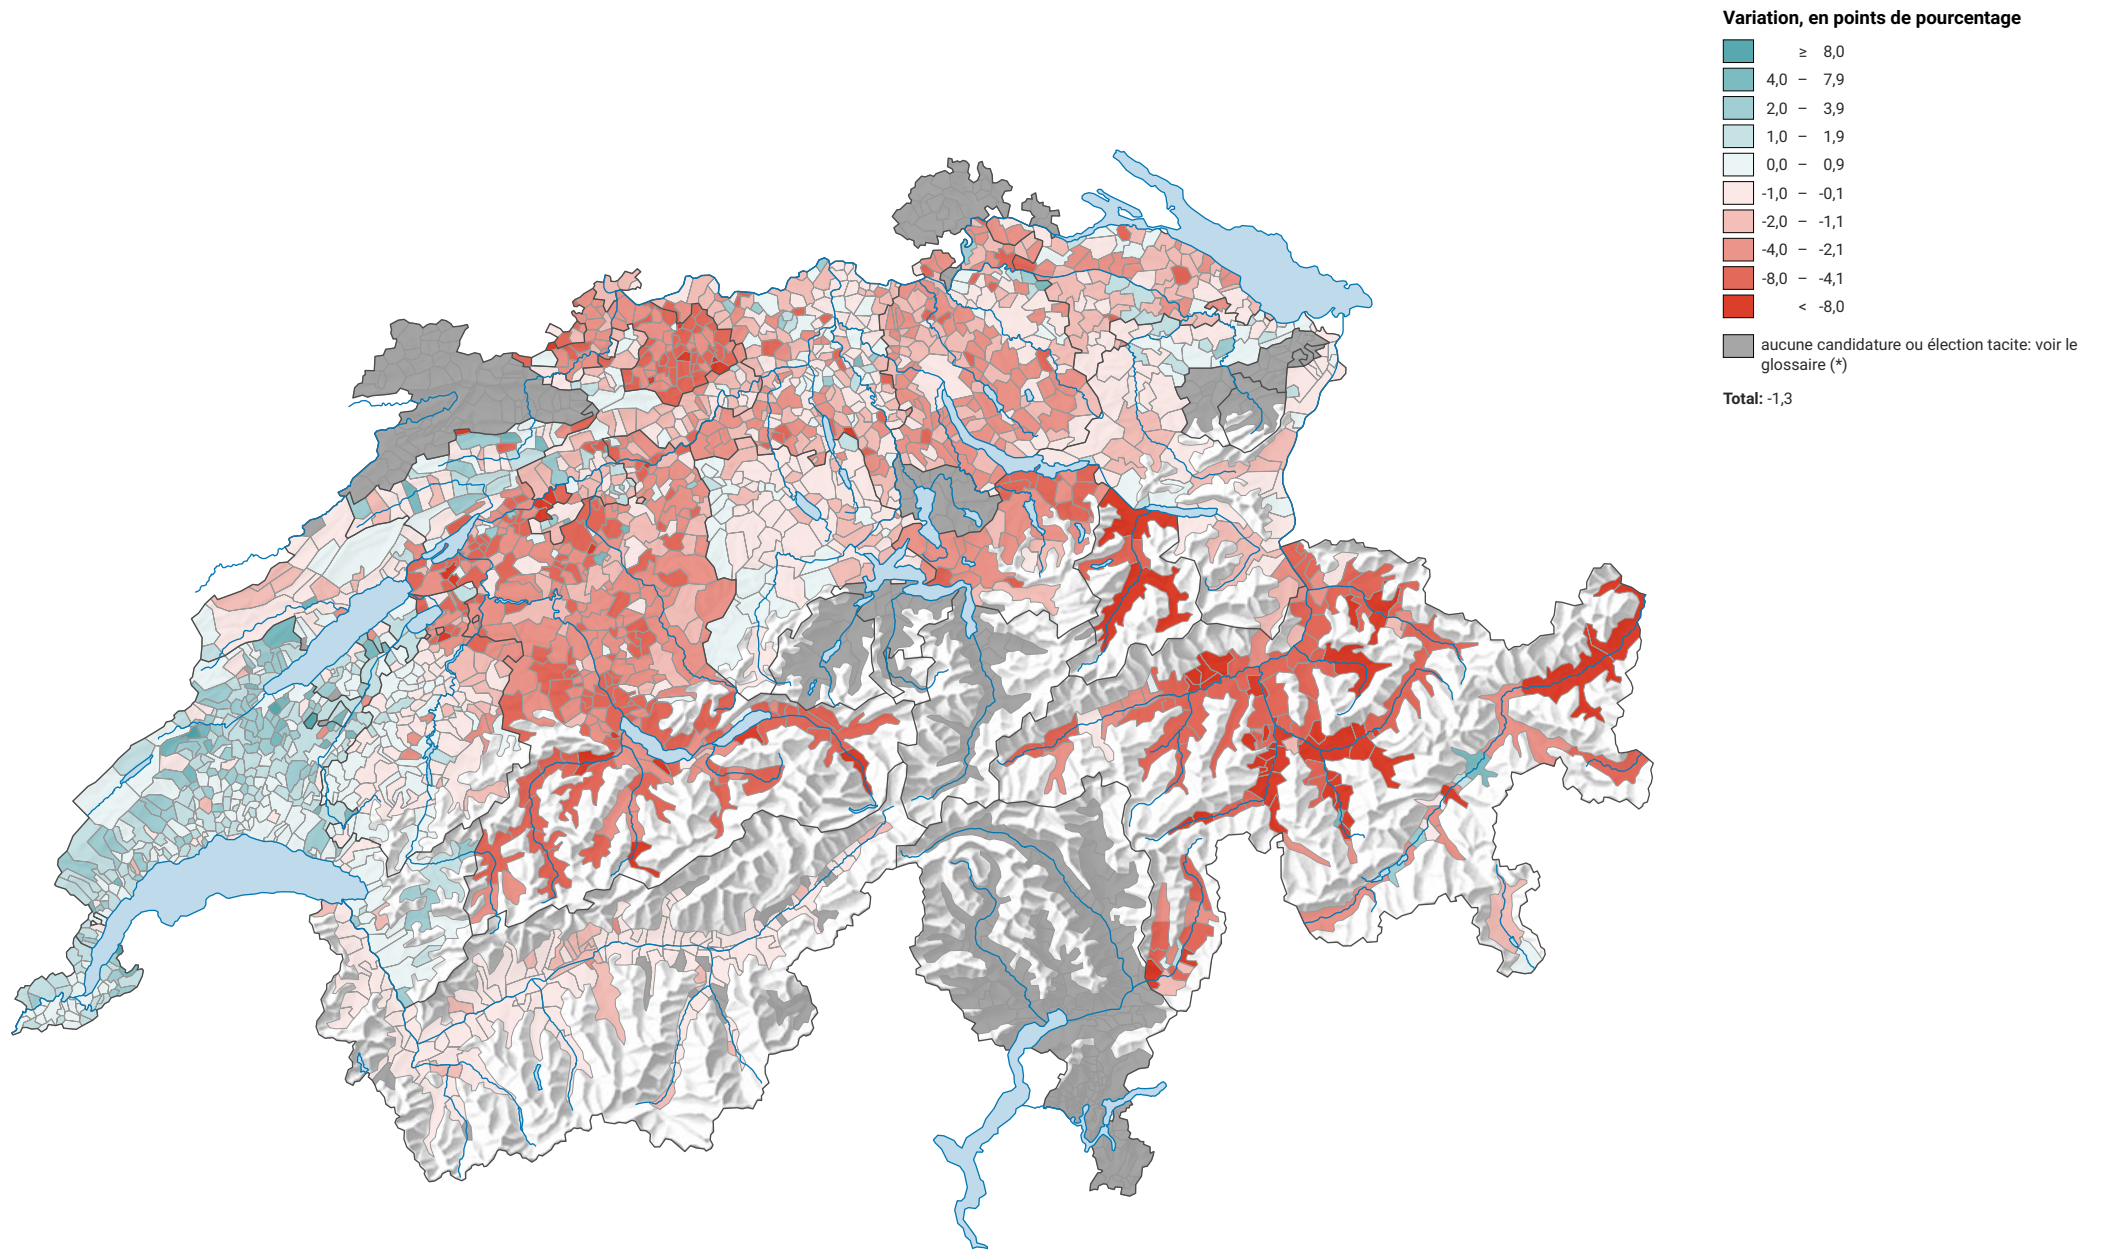 Variation, en points de pourcentage
≥ 8,0
4,0 – 7,9
2,0 – 3,9
1,0 – 1,9
0,0 – 0,9
-1,0 – -0,1
-2,0 – -1,1
-4,0 – -2,1
-8,0 – -4,1
< -8,0
aucune candidature ou élection tacite: voir le
glossaire (*)
Total: -1,3